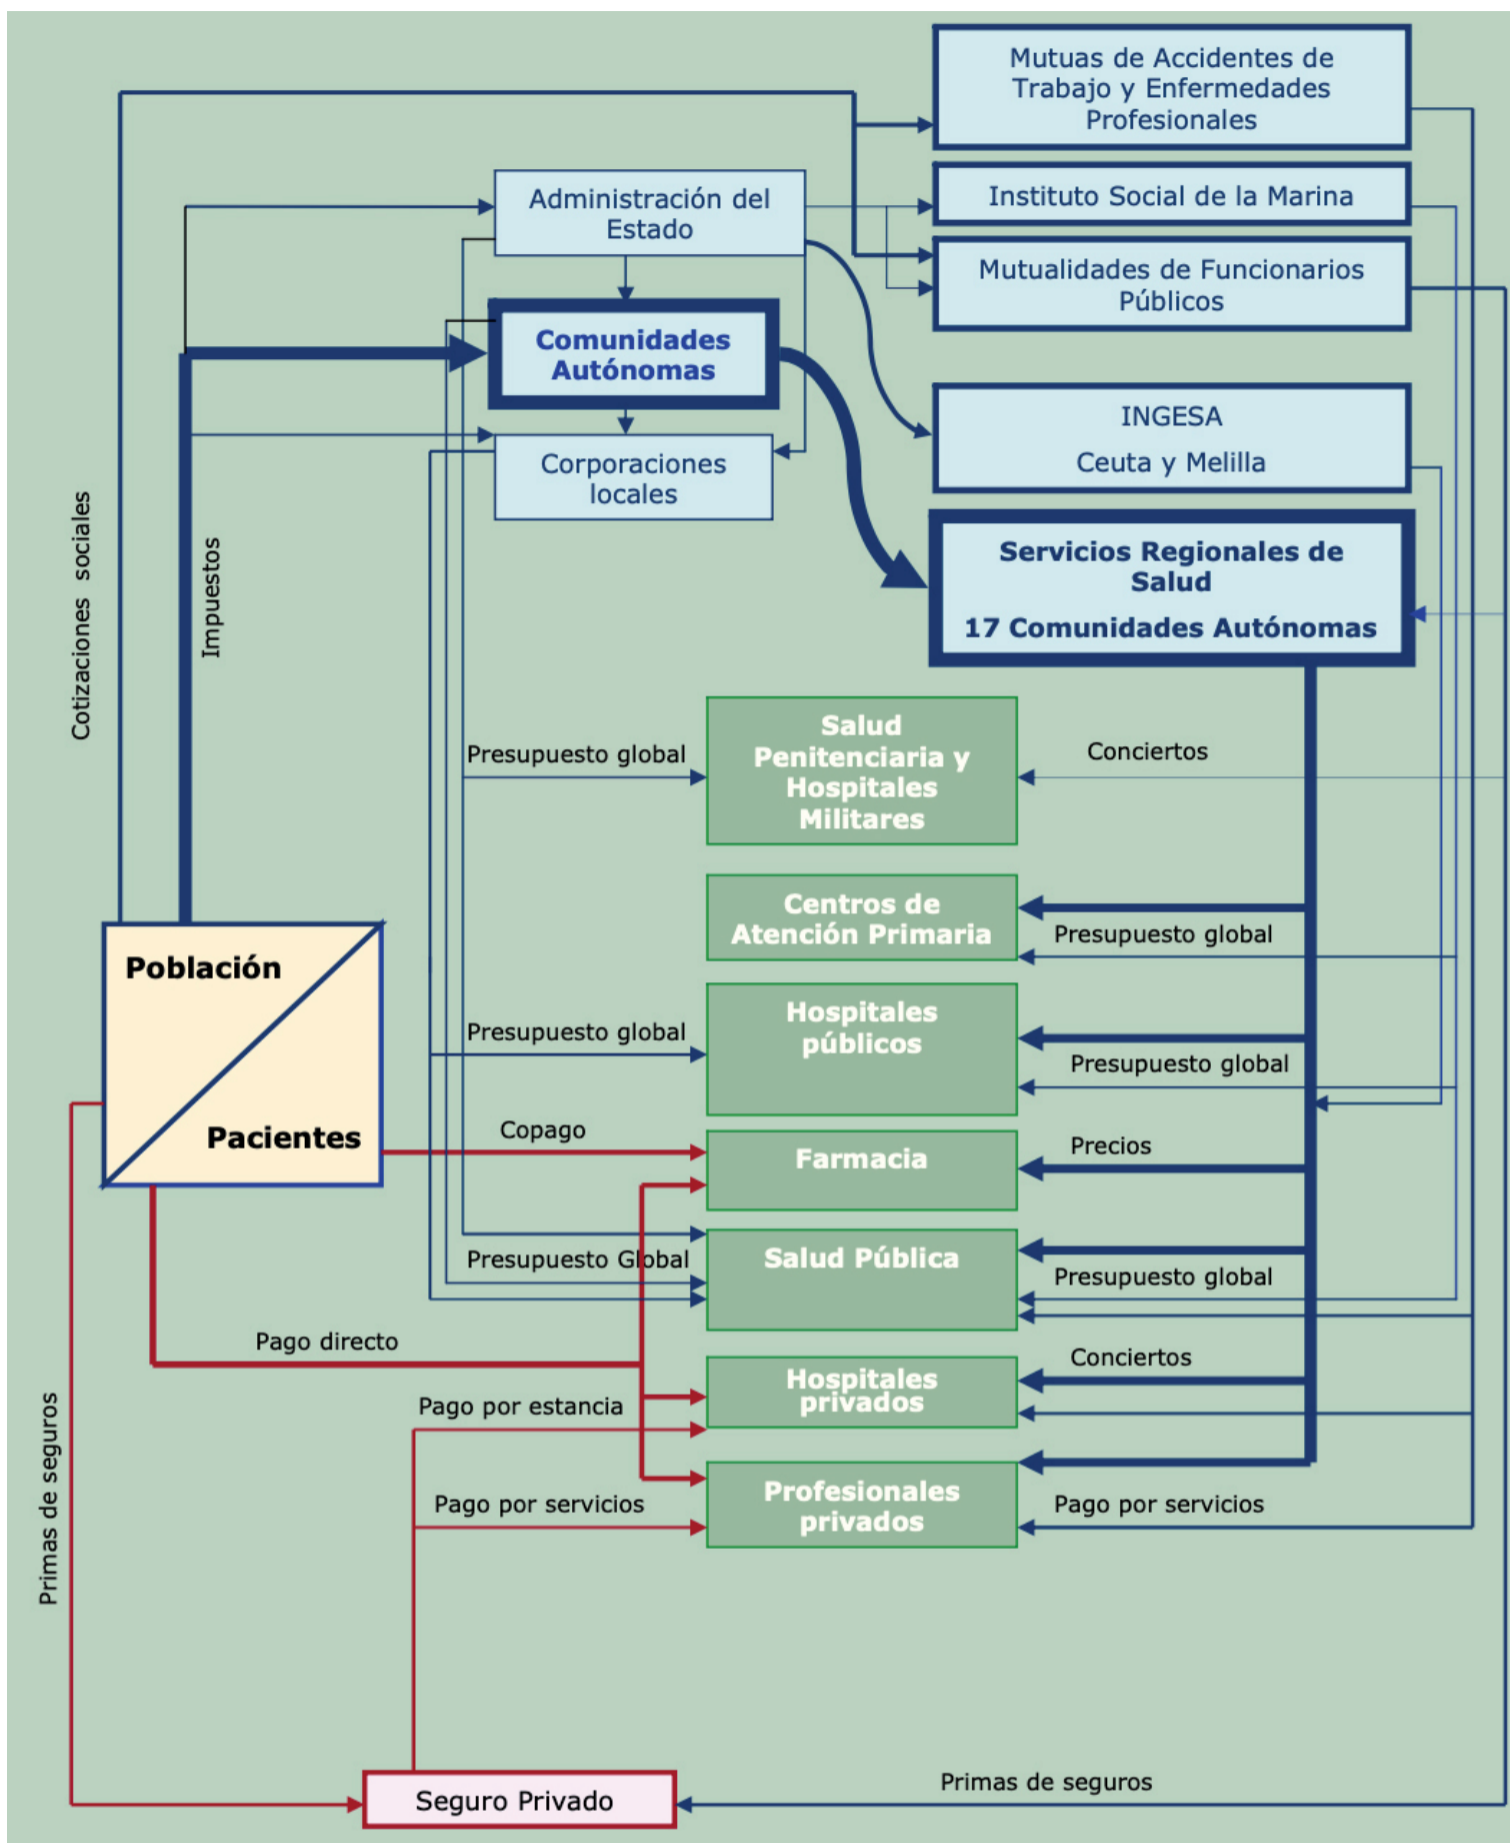 Mutuas de Accidentes de
Trabajo y Enfermedades
Profesionales
Administración del
Estado
Instituto Social de la Marina
Mutualidades de Funcionarios
Públicos
Comunidades
Autónomas
INGESA
Ceuta y Melilla
Corporaciones
locales
Cotizaciones sociales
Impuestos
Servicios Regionales de
Salud
17 Comunidades Autónomas
Presupuesto global
Salud
Penitenciaria y
Hospitales
Militares
Conciertos
Centros de
Atención Primaria
Presupuesto global
Población
Pacientes
Presupuesto global
Hospitales
públicos
Presupuesto global
Copago
Farmacia
Precios
Presupuesto Global
Salud Pública
Presupuesto global
Pago directo
Pago por estancia
Hospitales
privados
Conciertos
Primas de seguros
Pago por servicios
Profesionales
privados
Pago por servicios
Seguro Privado
Primas de seguros